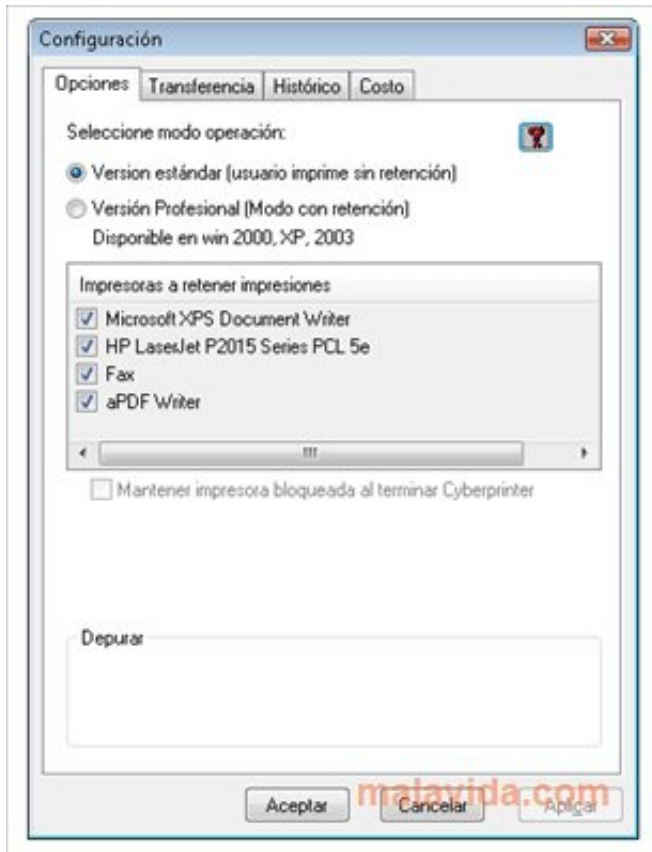 Configuración
Opciones Transferencia Histórico Costo
Seleccione modo operación:
Version estándar (usuario imprime sin retención)
Versión Profesional (Modo con retención)
Disponible en win 2000, XP, 2003
Impresoras a retener impresiones
Microsoft XPS Document Writer
HP LaserJet P2015 Series PCL 5e
Fax
aPDF Writer
Mantener impresora bloqueada al terminar Cyberprinter
Depurar
Aceptar Cancelar Aplicar
malavida.com